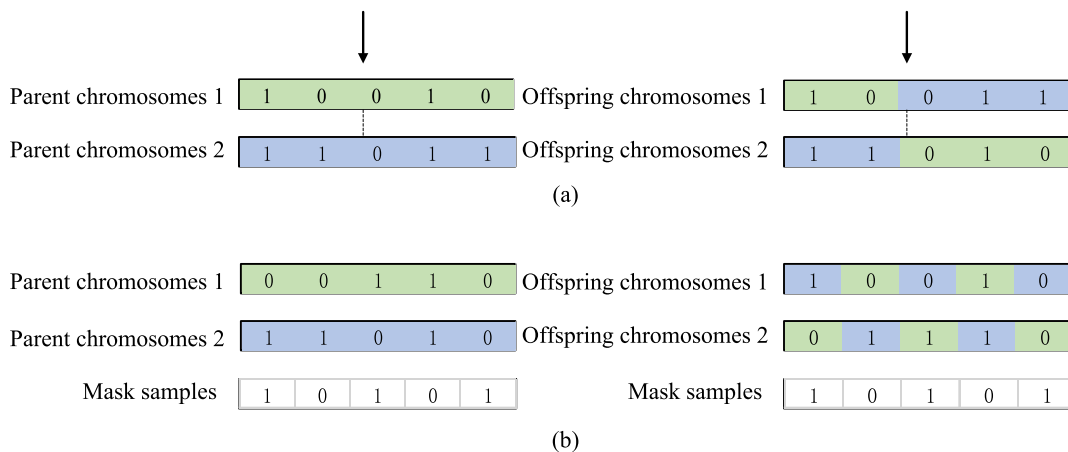 Parent chromosomes 1 1 0 0 1 0 Offspring chromosomes 1 1 0 0 1 1
Parent chromosomes 2 1 1 0 1 1 Offspring chromosomes 2 1 1 0 1 0
(a)
Parent chromosomes 1 0 0 1 1 0 Offspring chromosomes 1 1 0 0 1 0
Parent chromosomes 2 1 1 0 1 0 Offspring chromosomes 2 0 1 1 1 0
Mask samples 1 0 1 0 1 1 0 1 0 1
(b)